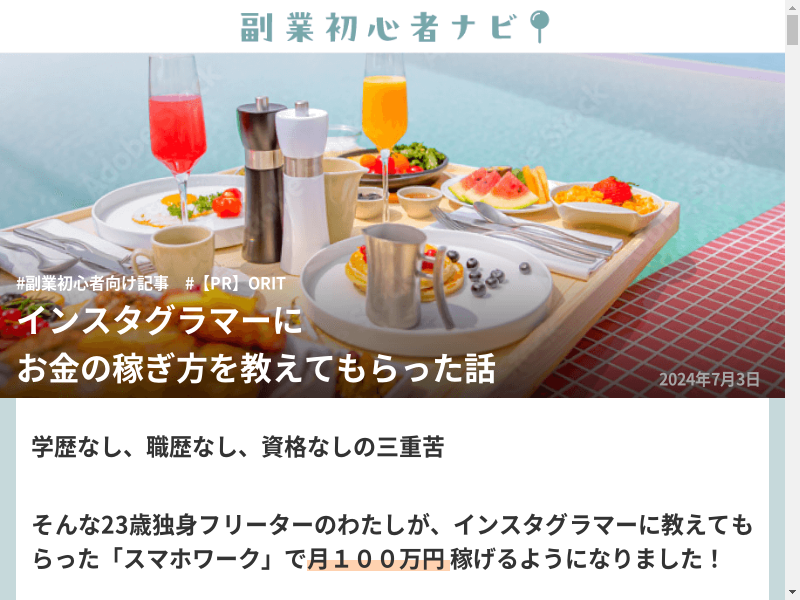 副業初心者ナビ
#副業初心者向け記事 #【PR】ORIT
インスタグラマーに
お金の稼ぎ方を教えてもらった話
2024年7月3日
学歴なし、職歴なし、資格なしの三重苦
そんな23歳独身フリーターのわたしが、インスタグラマーに教えても
らった「スマホワーク」で月１００万円稼げるようになりました！